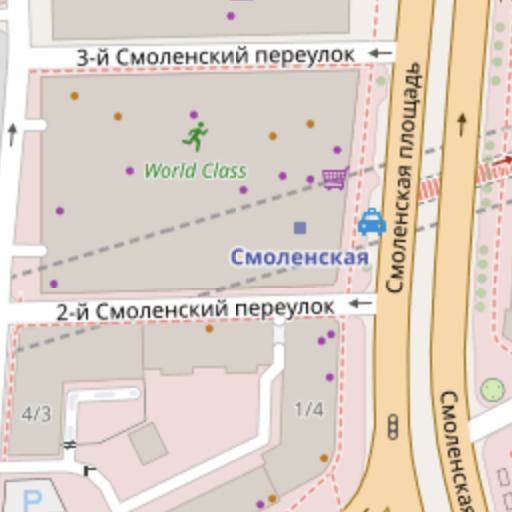 3-й Смоленский переулок
World Class
Смоленская площадь
Смоленская
2-й Смоленский переулок
4/3
1/4
Смоленская
P